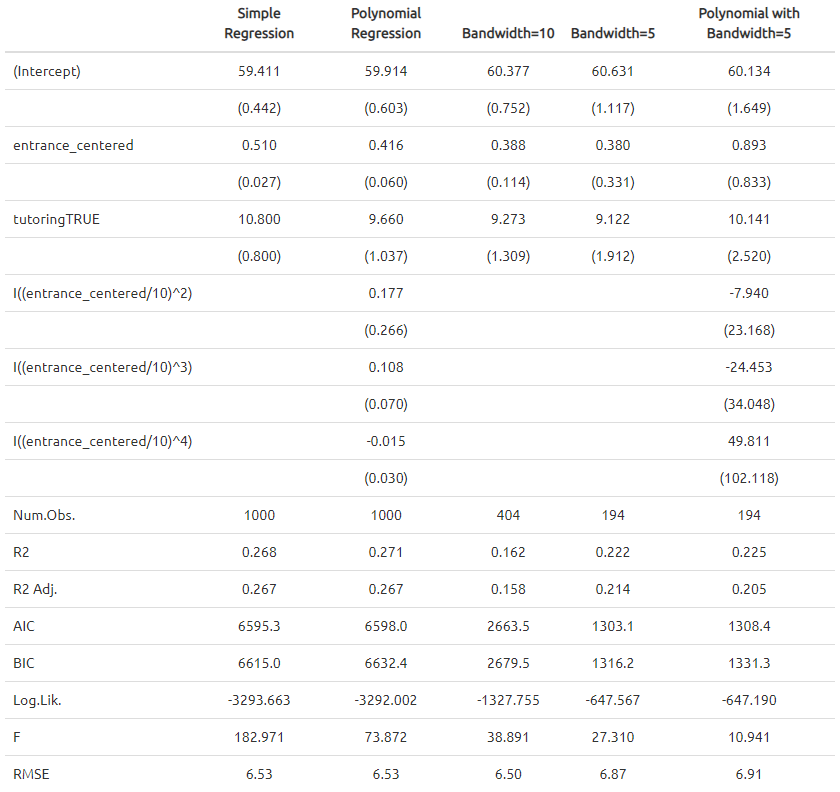 Simple Regression Polynomial Regression Bandwidth=10 Bandwidth=5 Polynomial with Bandwidth=5
(Intercept) 59.411 59.914 60.377 60.631 60.134
(0.442) (0.603) (0.752) (1.117) (1.649)
entrance_centered 0.510 0.416 0.388 0.380 0.893
(0.027) (0.060) (0.114) (0.331) (0.833)
tutoringTRUE 10.800 9.660 9.273 9.122 10.141
(0.800) (1.037) (1.309) (1.912) (2.520)
I((entrance_centered/10)^2) 0.177 -7.940
(0.266) (23.168)
I((entrance_centered/10)^3) 0.108 -24.453
(0.070) (34.048)
I((entrance_centered/10)^4) -0.015 49.811
(0.030) (102.118)
Num.Obs. 1000 1000 404 194 194
R2 0.268 0.271 0.162 0.222 0.225
R2 Adj. 0.267 0.267 0.158 0.214 0.205
AIC 6595.3 6598.0 2663.5 1303.1 1308.4
BIC 6615.0 6632.4 2679.5 1316.2 1331.3
Log.Lik. -3293.663 -3292.002 -1327.755 -647.567 -647.190
F 182.971 73.872 38.891 27.310 10.941
RMSE 6.53 6.53 6.50 6.87 6.91